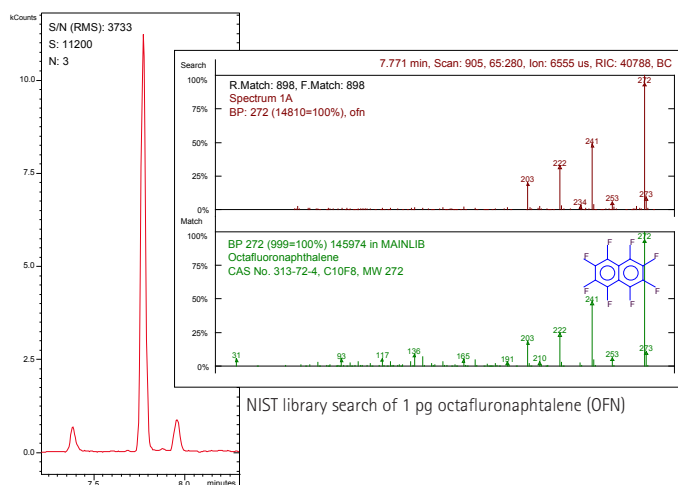 kCounts
S/N (RMS): 3733
S: 11200
N: 3
10.0
7.5
5.0
2.5
0.0
7.5
8.0
minutes
Search
7.771 min, Scan: 905, 65:280, Ion: 6555 us, RIC: 40788, BC
100%
75%
50%
25%
0%
R.Match: 898, F.Match: 898
Spectrum 1A
BP: 272 (14810=100%), ofn
203
222
234
241
253
272
273
Match
100%
75%
50%
25%
0%
BP 272 (999=100%) 145974 in MAINLIB
Octafluoronaphthalene
CAS No. 313-72-4, C10F8, MW 272
31
93
117
136
165
191
203
210
222
241
253
272
273
F F F F
F F F F
NIST library search of 1 pg octafluronaphtalene (OFN)